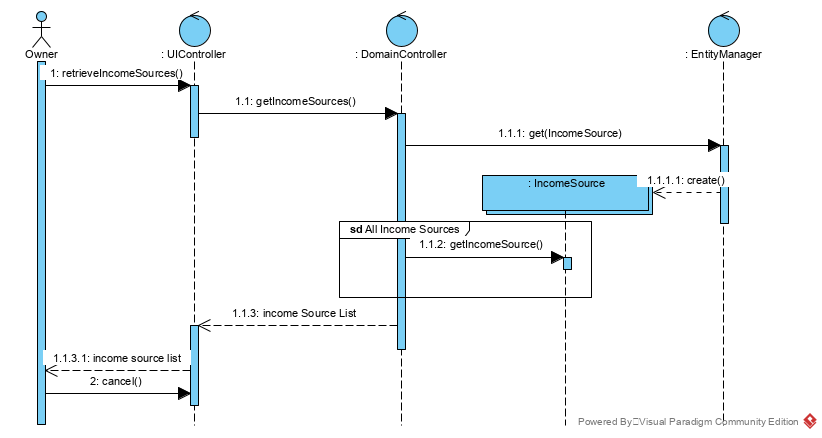 Owner
: UIController
: DomainController
: EntityManager
1: retrieveIncomeSources()
1.1: getIncomeSources()
1.1.1: get(IncomeSource)
: IncomeSource
1.1.1.1: create()
sd All Income Sources
1.1.2: getIncomeSource()
1.1.3: income Source List
1.1.3.1: income source list
2: cancel()
Powered By Visual Paradigm Community Edition